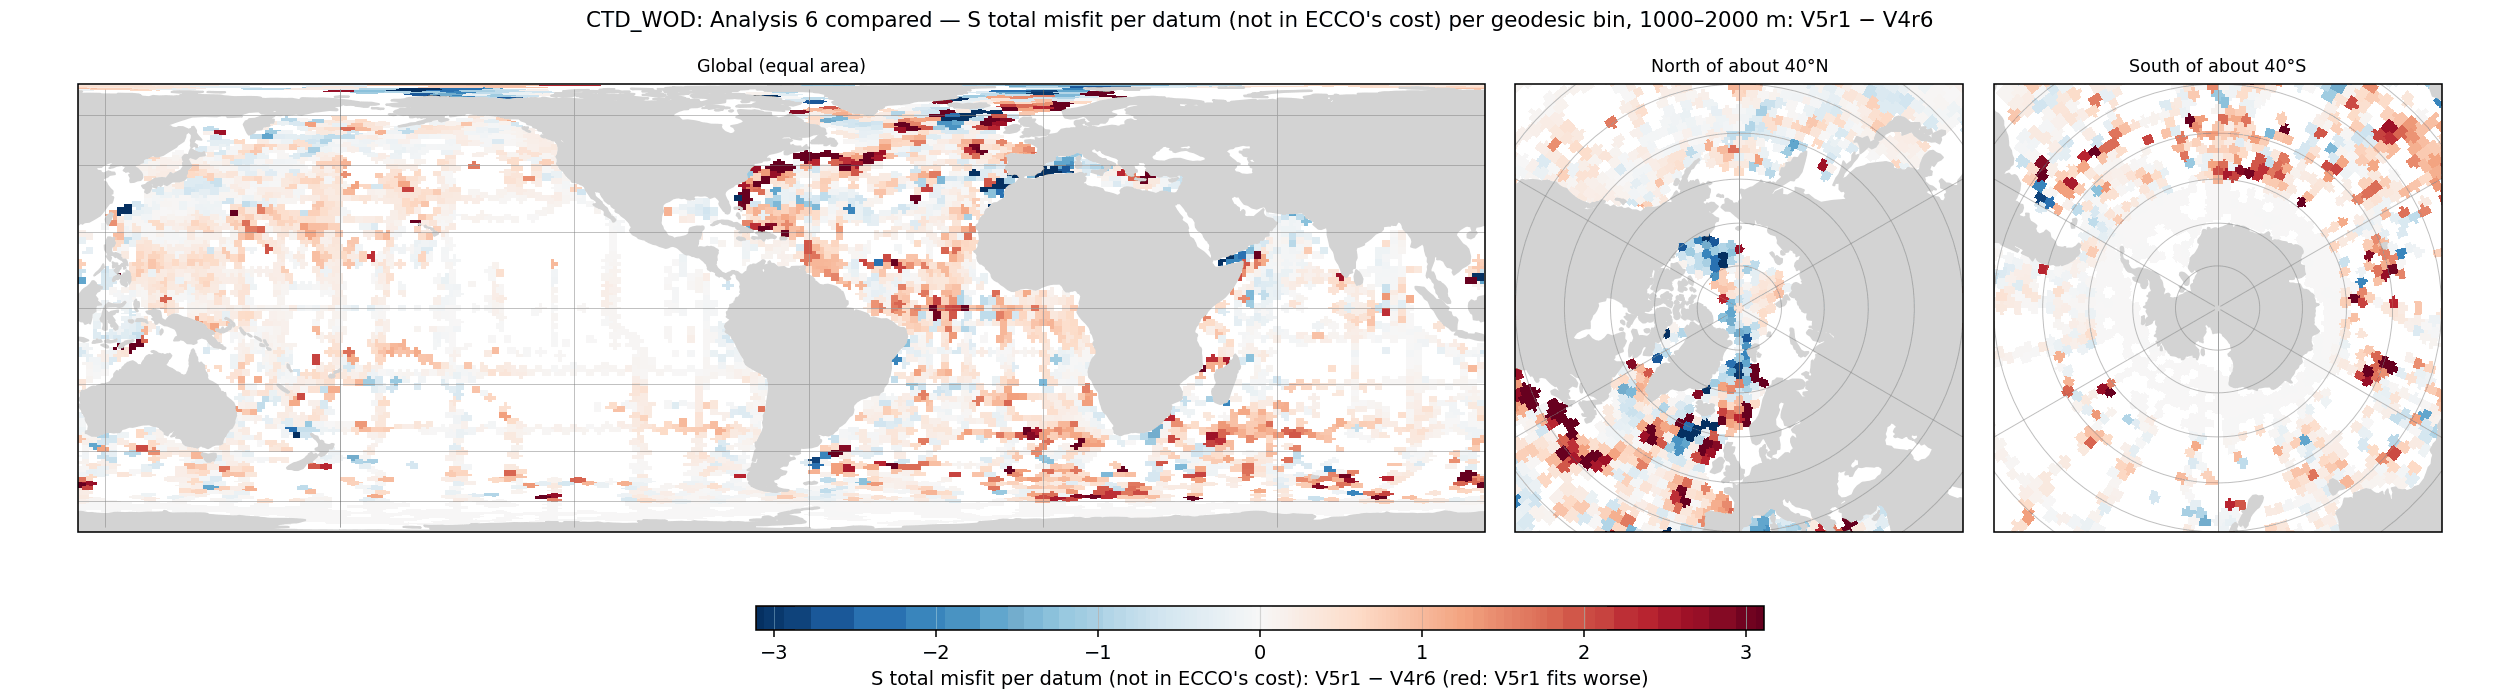 CTD_WOD: Analysis 6 compared — S total misfit per datum (not in ECCO's cost) per geodesic bin, 1000–2000 m: V5r1 − V4r6
Global (equal area)
North of about 40°N
South of about 40°S
−3 −2 −1 0 1 2 3
S total misfit per datum (not in ECCO's cost): V5r1 − V4r6 (red: V5r1 fits worse)